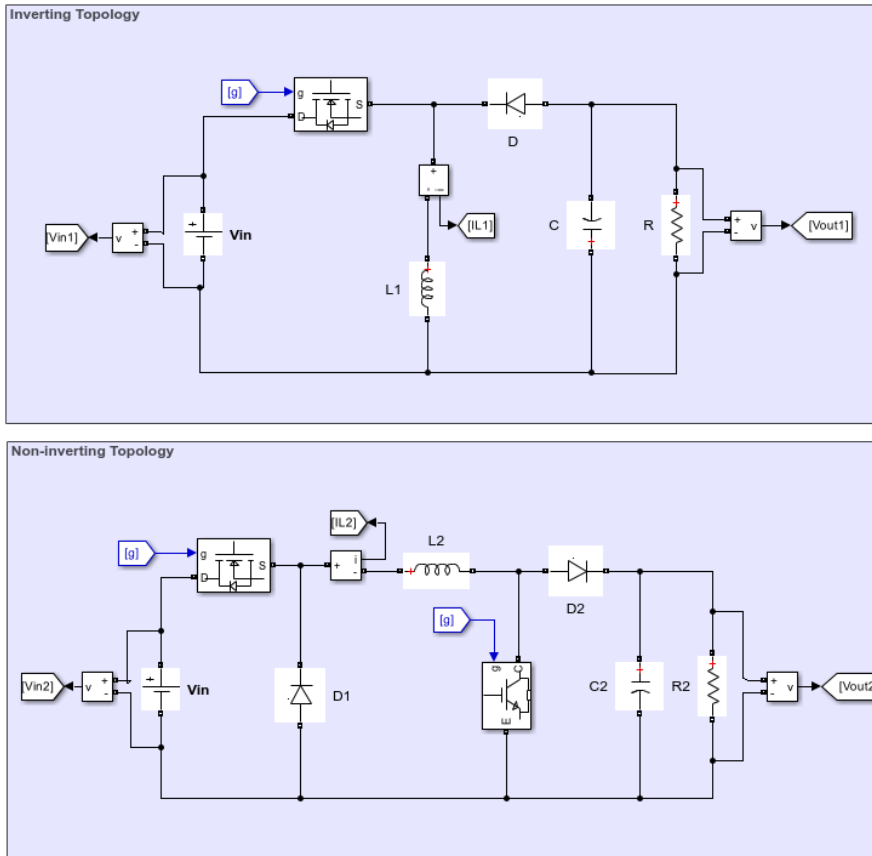 Inverting Topology
[g]
g
D
S
D
+
-
i
[IL1]
[Vin1]
v
+
-
+
Vin
L1
C
R
+
-
v
[Vout1]
Non-inverting Topology
[IL2]
[g]
g
D
S
+
i
-
L2
D2
[g]
g
C
E
[Vin2]
v
+
-
+
Vin
D1
C2
R2
+
-
v
[Vout2